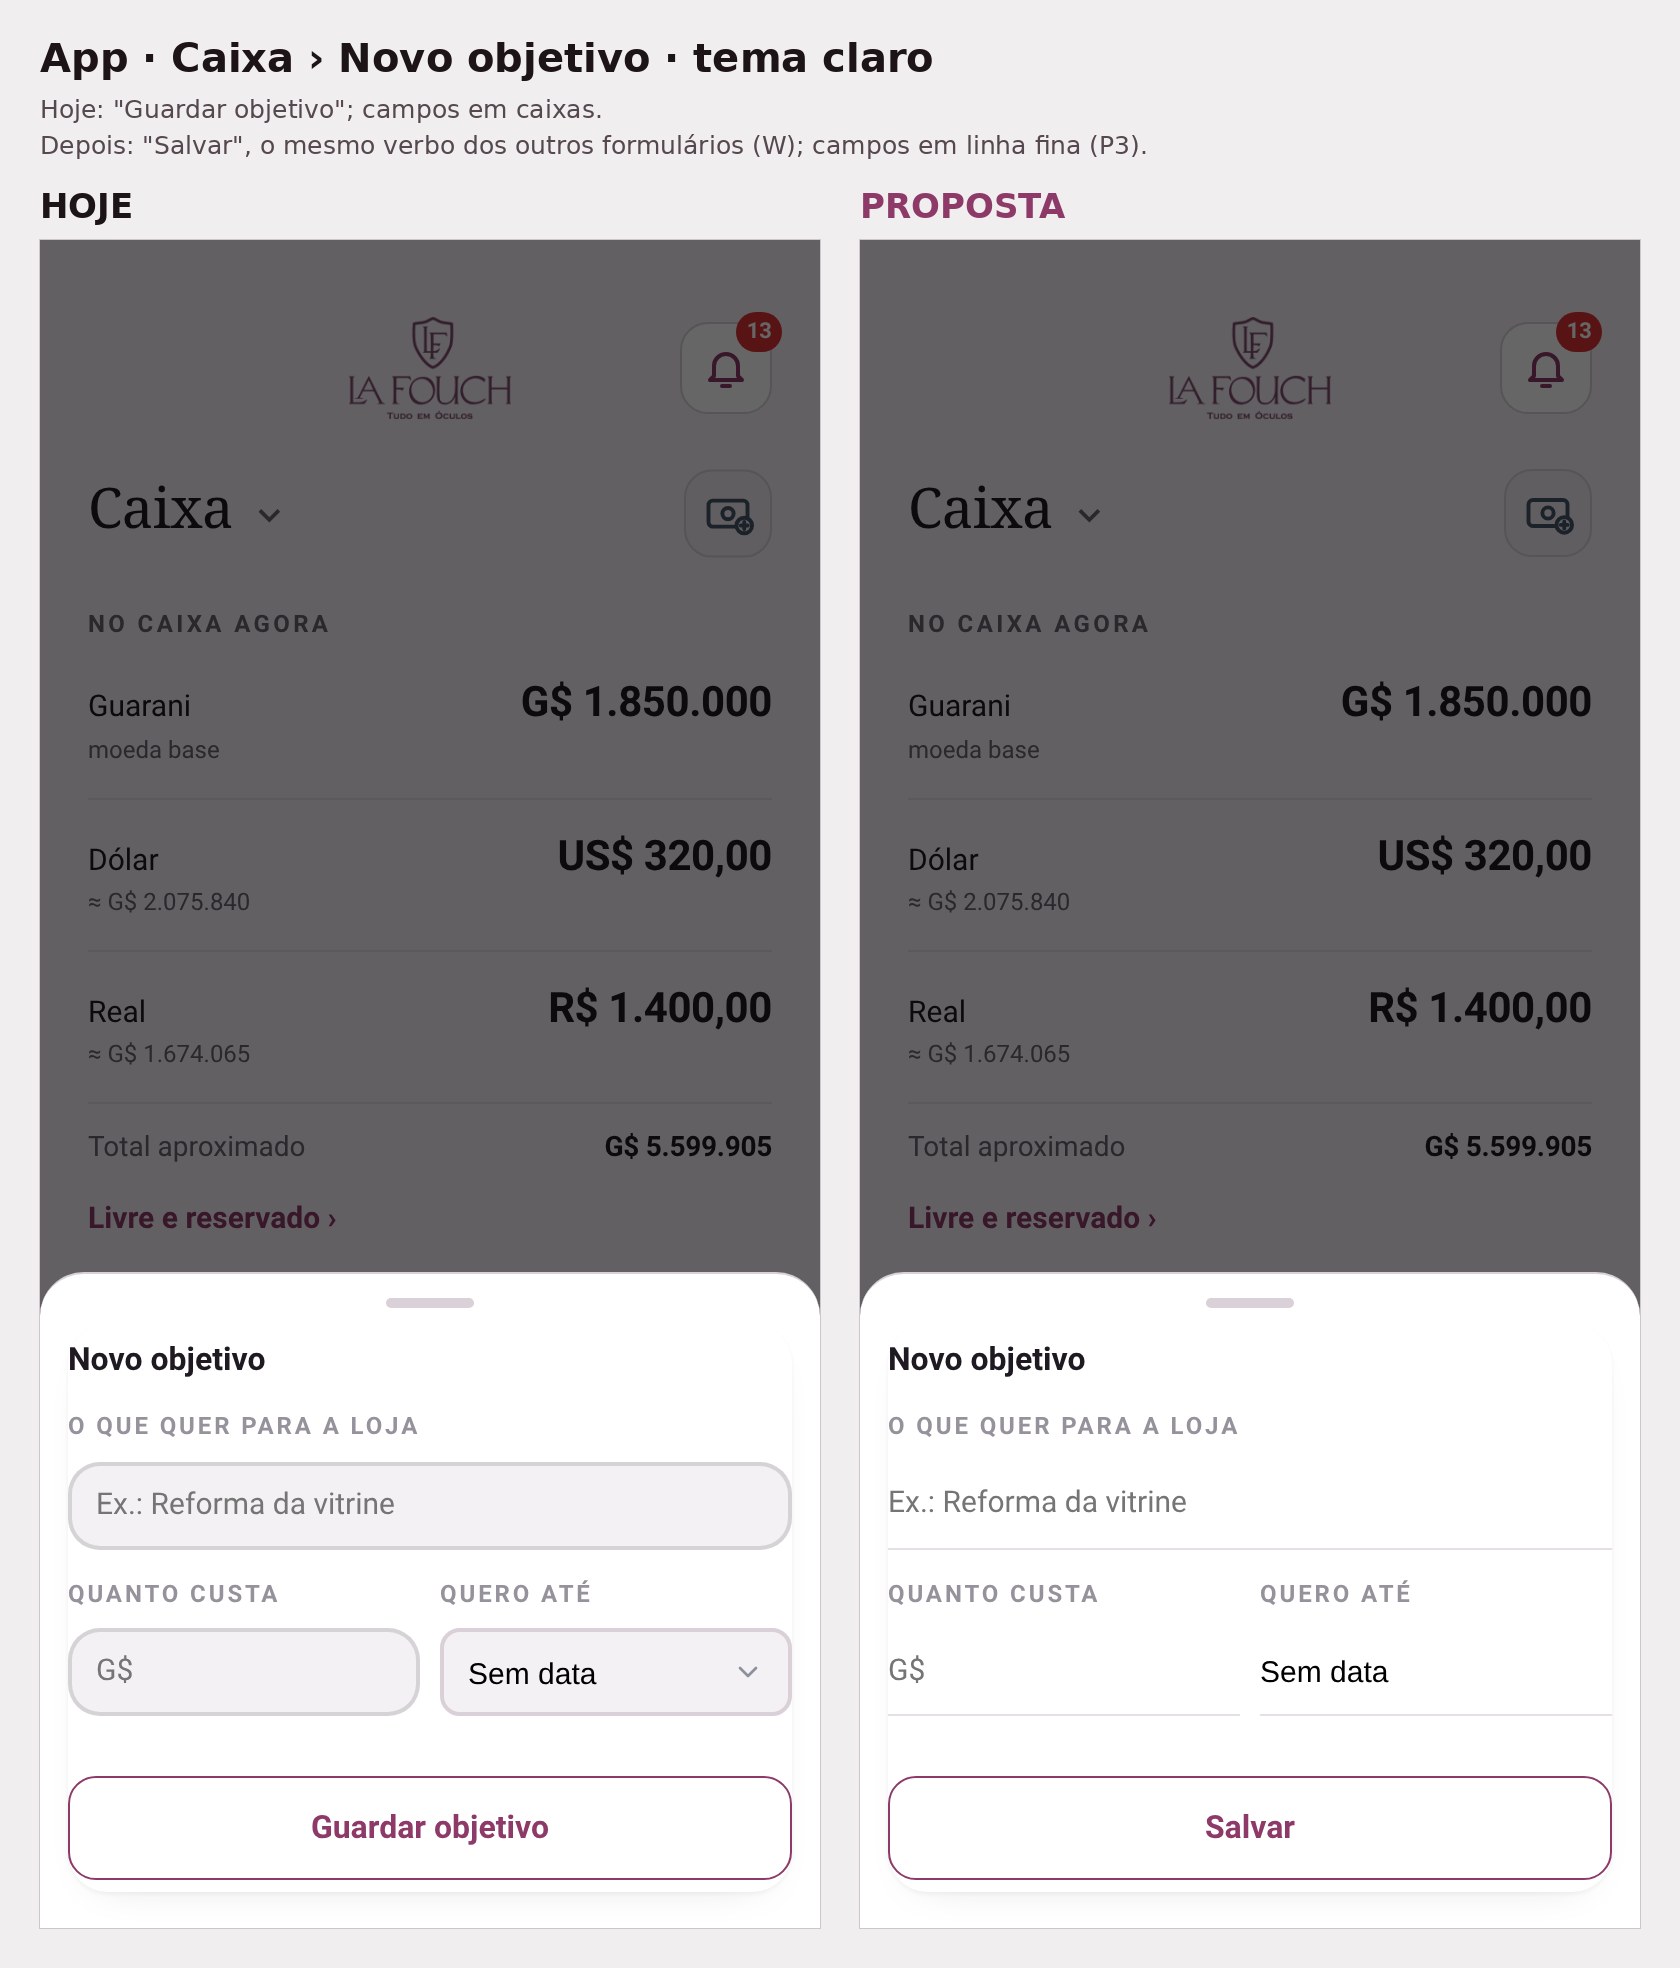 App · Caixa › Novo objetivo · tema claro
Hoje: "Guardar objetivo"; campos em caixas.
Depois: "Salvar", o mesmo verbo dos outros formulários (W); campos em linha fina (P3).
HOJE
LF
LA FOUCH
TUDO EM ÓCULOS
13
Caixa
NO CAIXA AGORA
Guarani
G$ 1.850.000
moeda base
Dólar
US$ 320,00
≈ G$ 2.075.840
Real
R$ 1.400,00
≈ G$ 1.674.065
Total aproximado
G$ 5.599.905
Livre e reservado ›
Novo objetivo
O QUE QUER PARA A LOJA
Ex.: Reforma da vitrine
QUANTO CUSTA
QUERO ATÉ
G$
Sem data
Guardar objetivo
PROPOSTA
LF
LA FOUCH
TUDO EM ÓCULOS
13
Caixa
NO CAIXA AGORA
Guarani
G$ 1.850.000
moeda base
Dólar
US$ 320,00
≈ G$ 2.075.840
Real
R$ 1.400,00
≈ G$ 1.674.065
Total aproximado
G$ 5.599.905
Livre e reservado ›
Novo objetivo
O QUE QUER PARA A LOJA
Ex.: Reforma da vitrine
QUANTO CUSTA
QUERO ATÉ
G$
Sem data
Salvar